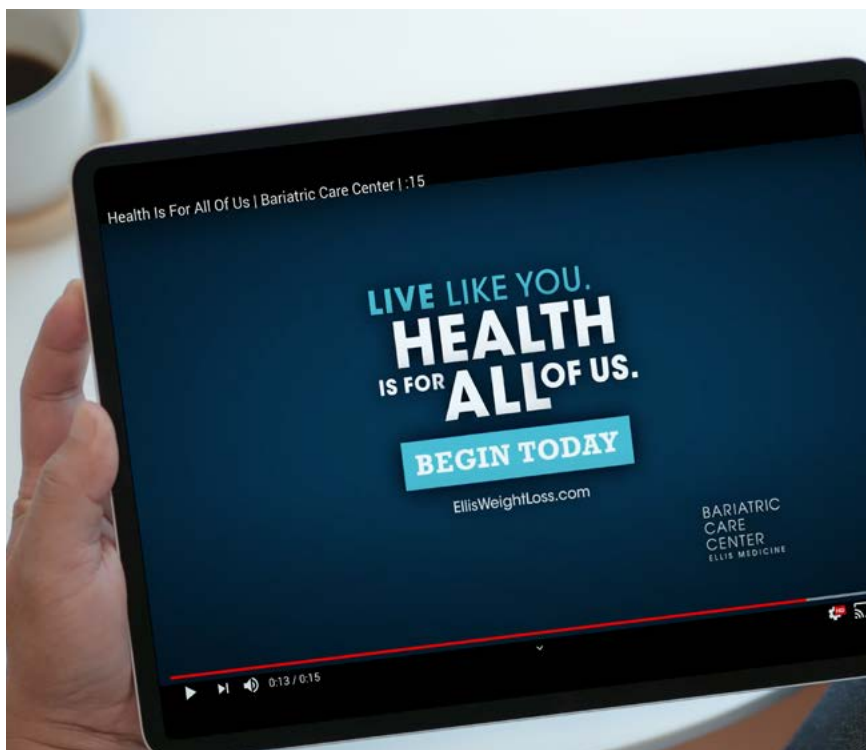 Health Is For All Of Us | Bariatric Care Center | :15
LIVE LIKE YOU.
HEALTH
IS FOR ALL OF US.
BEGIN TODAY
EllisWeightLoss.com
BARIATRIC
CARE
CENTER
ELLIS MEDICINE
HD
0:13 / 0:15